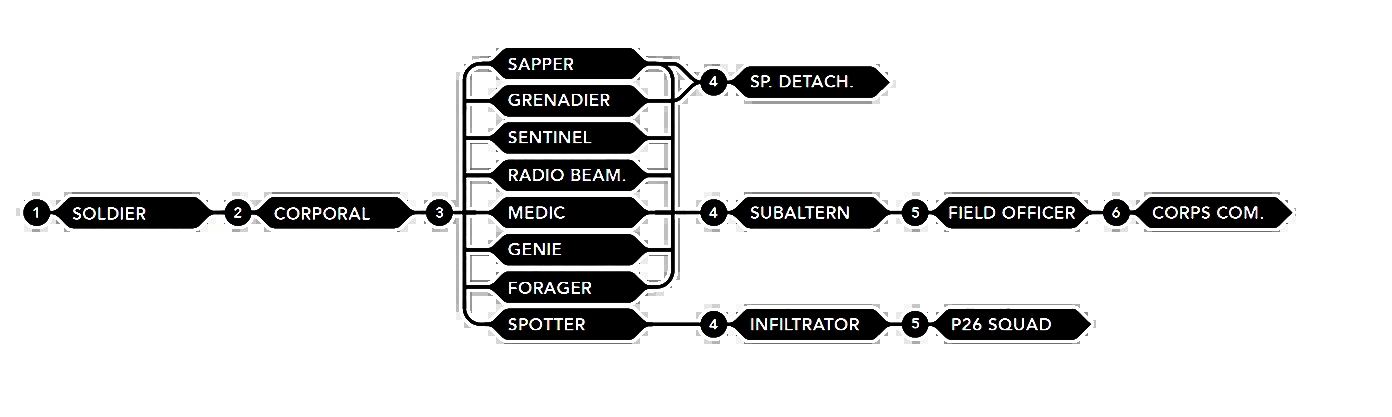 1 SOLDIER
2 CORPORAL
3
SAPPER
GRENADIER
SENTINEL
RADIO BEAM.
MEDIC
GENIE
FORAGER
SPOTTER
4 SP. DETACH.
4 SUBALTERN
5 FIELD OFFICER
6 CORPS COM.
4 INFILTRATOR
5 P26 SQUAD